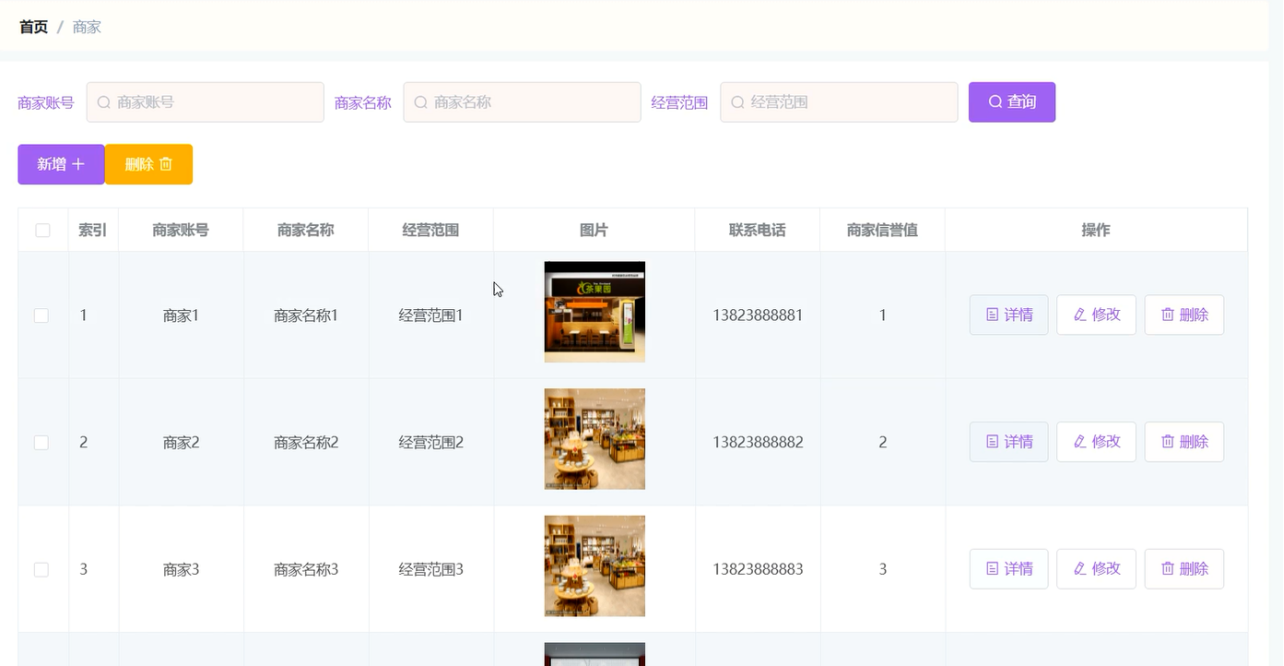 首页 / 商家
商家账号 商家账号 商家名称 商家名称 经营范围 经营范围 查询
新增 删除
索引 商家账号 商家名称 经营范围 图片 联系电话 商家信誉值 操作
茶果园
1 商家1 商家名称1 经营范围1 13823888881 1 详情 修改 删除
2 商家2 商家名称2 经营范围2 13823888882 2 详情 修改 删除
3 商家3 商家名称3 经营范围3 13823888883 3 详情 修改 删除